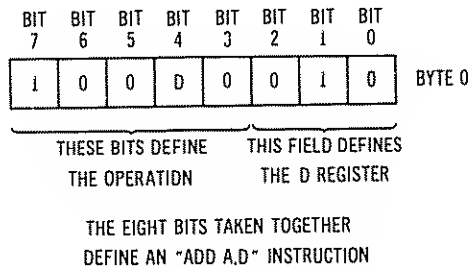 BIT BIT BIT BIT BIT BIT BIT BIT
7 6 5 4 3 2 1 0
1 0 0 D 0 0 1 0 BYTE 0
THESE BITS DEFINE THIS FIELD DEFINES
THE OPERATIDN THE D REGISTER
THE EIGHT BITS TAKEN TOGETHER
DEFINE AN "ADD A,D" INSTRUCTION